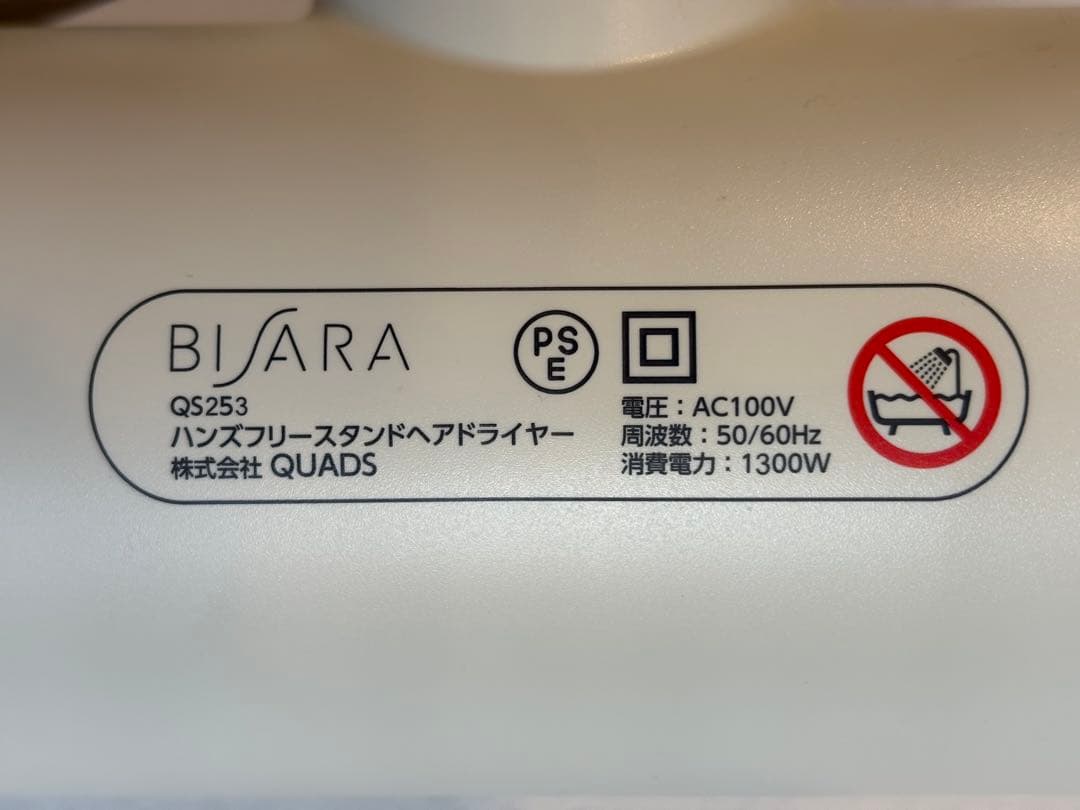 BISARA
PSE
QS253
ハンズフリースタンドヘアドライヤー
株式会社 QUADS
電圧：AC100V
周波数：50/60Hz
消費電力：1300W